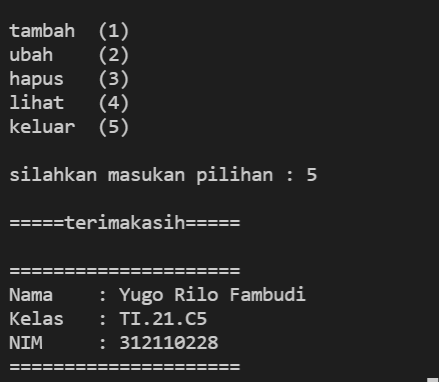 tambah  (1)
ubah    (2)
hapus   (3)
lihat   (4)
keluar  (5)
silahkan masukan pilihan : 5
=====terimakasih=====
=====================
Nama    : Yugo Rilo Fambudi
Kelas   : TI.21.C5
NIM     : 312110228
=====================